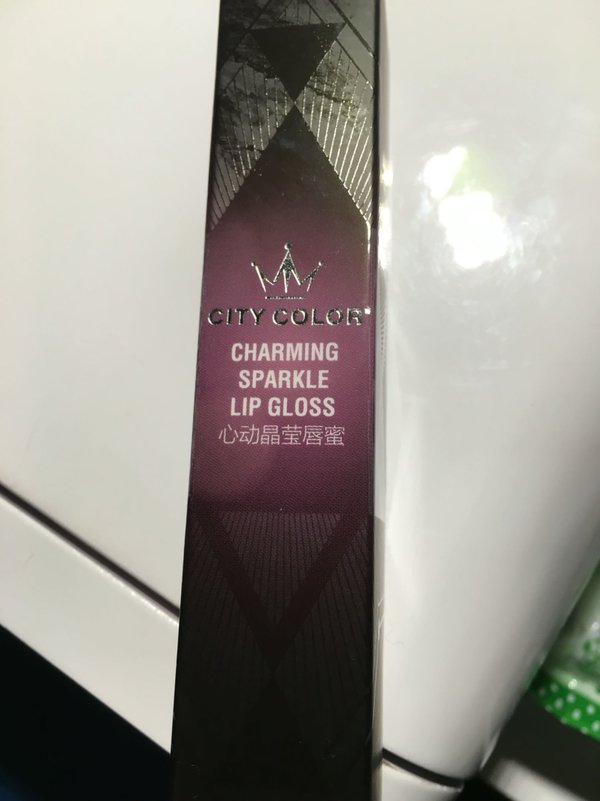 CITY COLOR
CHARMING
SPARKLE
LIP GLOSS
心动晶莹唇蜜